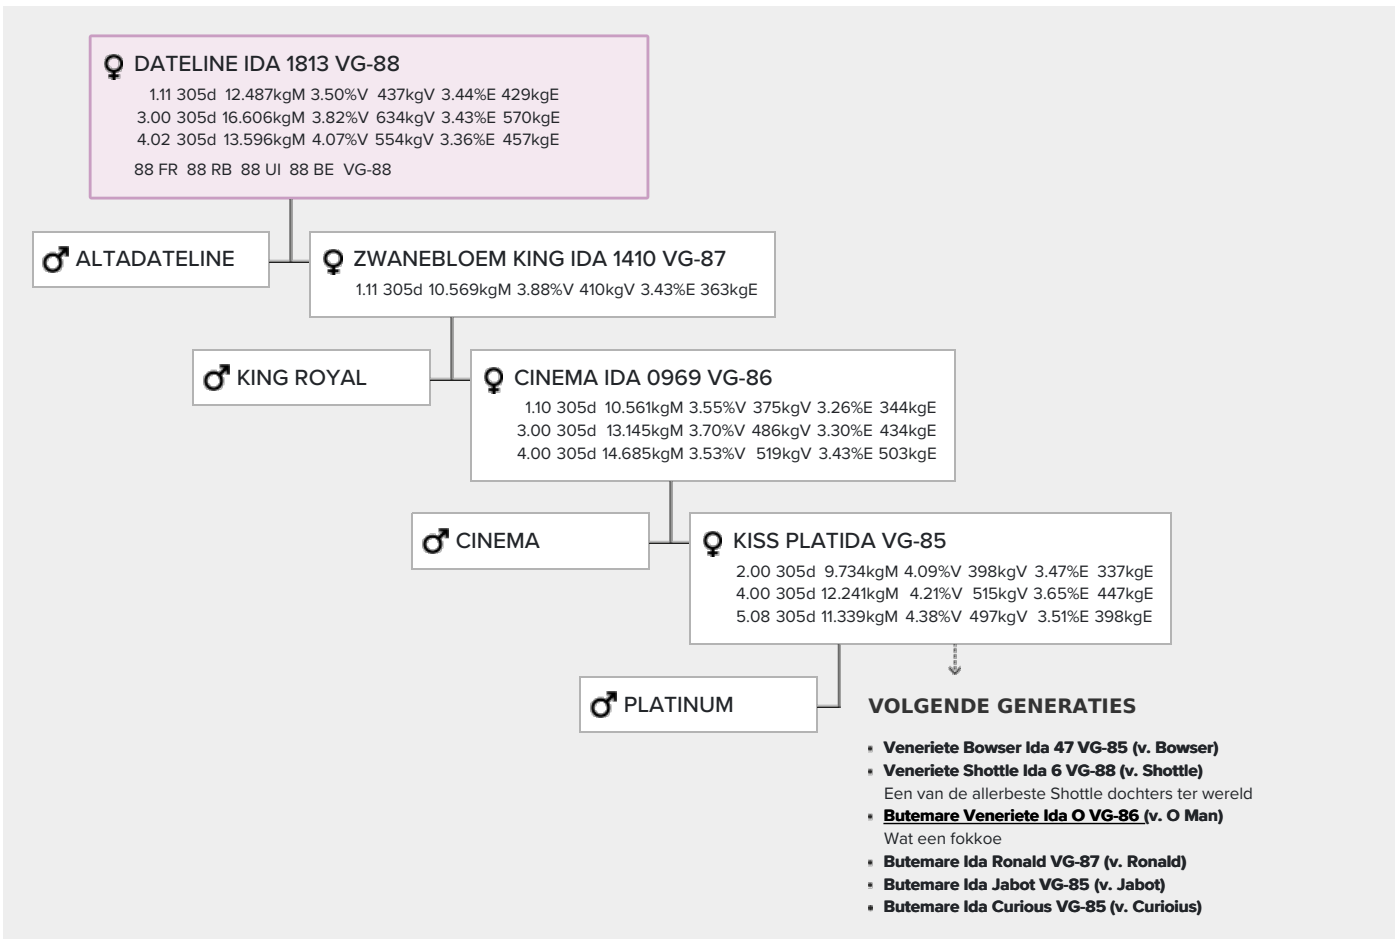 DATELINE IDA 1813 VG-88
1.11 305d 12.487kgM 3.50%V 437kgV 3.44%E 429kgE
3.00 305d 16.606kgM 3.82%V 634kgV 3.43%E 570kgE
4.02 305d 13.596kgM 4.07%V 554kgV 3.36%E 457kgE
88 FR 88 RB 88 UI 88 BE VG-88
ALTADATELINE
ZWANEBLOEM KING IDA 1410 VG-87
1.11 305d 10.569kgM 3.88%V 410kgV 3.43%E 363kgE
KING ROYAL
CINEMA IDA 0969 VG-86
1.10 305d 10.561kgM 3.55%V 375kgV 3.26%E 344kgE
3.00 305d 13.145kgM 3.70%V 486kgV 3.30%E 434kgE
4.00 305d 14.685kgM 3.53%V 519kgV 3.43%E 503kgE
CINEMA
KISS PLATIDA VG-85
2.00 305d 9.734kgM 4.09%V 398kgV 3.47%E 337kgE
4.00 305d 12.241kgM 4.21%V 515kgV 3.65%E 447kgE
5.08 305d 11.339kgM 4.38%V 497kgV 3.51%E 398kgE
PLATINUM
VOLGENDE GENERATIES
Veneriete Bowser Ida 47 VG-85 (v. Bowser)
Veneriete Shottle Ida 6 VG-88 (v. Shottle)
Een van de allerbeste Shottle dochters ter wereld
Butemare Veneriete Ida O VG-86 (v. O Man)
Wat een fokkoe
Butemare Ida Ronald VG-87 (v. Ronald)
Butemare Ida Jabot VG-85 (v. Jabot)
Butemare Ida Curious VG-85 (v. Curioius)